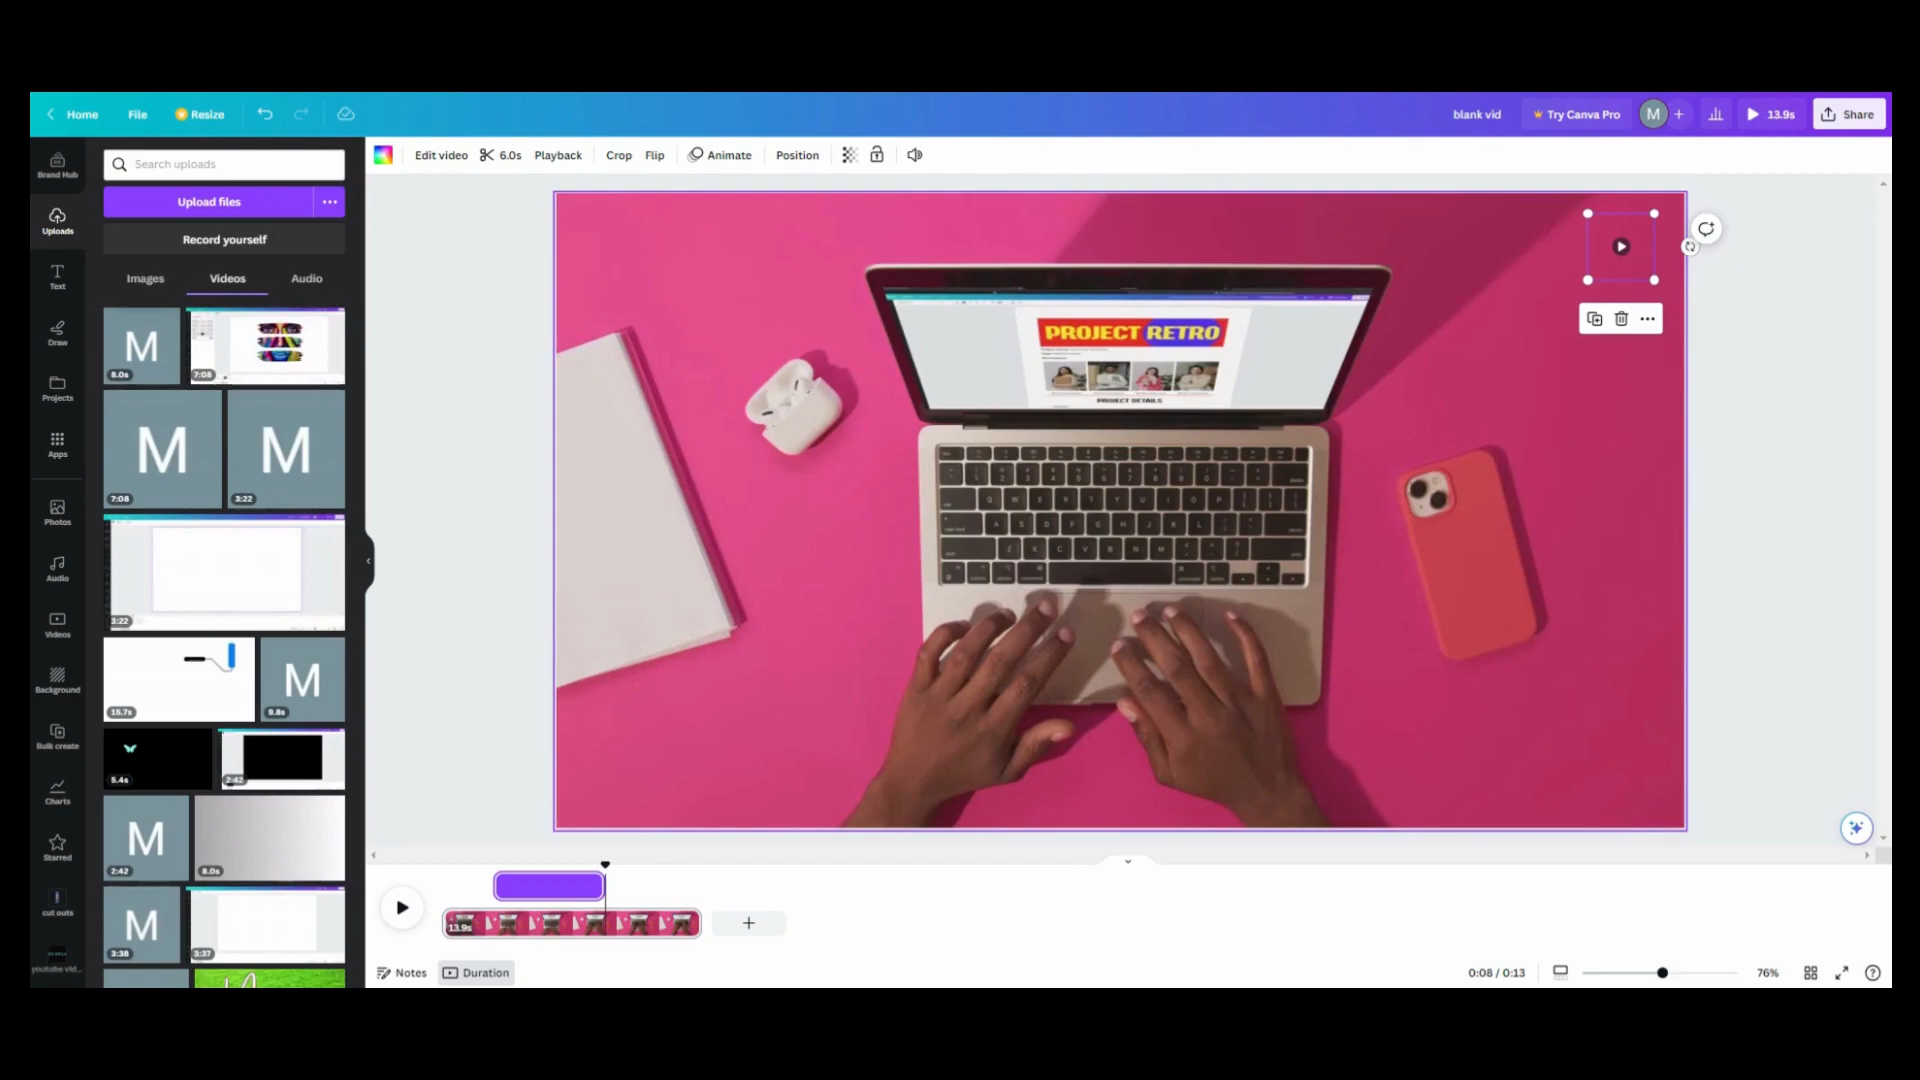 Home File Resize blank vid Try Canva Pro M + 13.9s Share
Edit video 6.0s Playback Crop Flip Animate Position
Brand Hub
Uploads
Text
Draw
Projects
Apps
Photos
Audio
Videos
Background
Bulk create
Charts
Starred
cut outs
youtube vid...
Search uploads
Upload files
Record yourself
Images Videos Audio
M
8.0s 7:08
M M
7:08 3:22
3:22
M
15.7s 9.8s
5.4s 2:42
M
2:42 8.0s
M
3:38 3:37
PROJECT RETRO
PROJECT DETAILS
Q W E R T Y U I O P
A S D F G H J K L
Z X C V B N M
13.9s
Notes Duration 0:08 / 0:13 76%